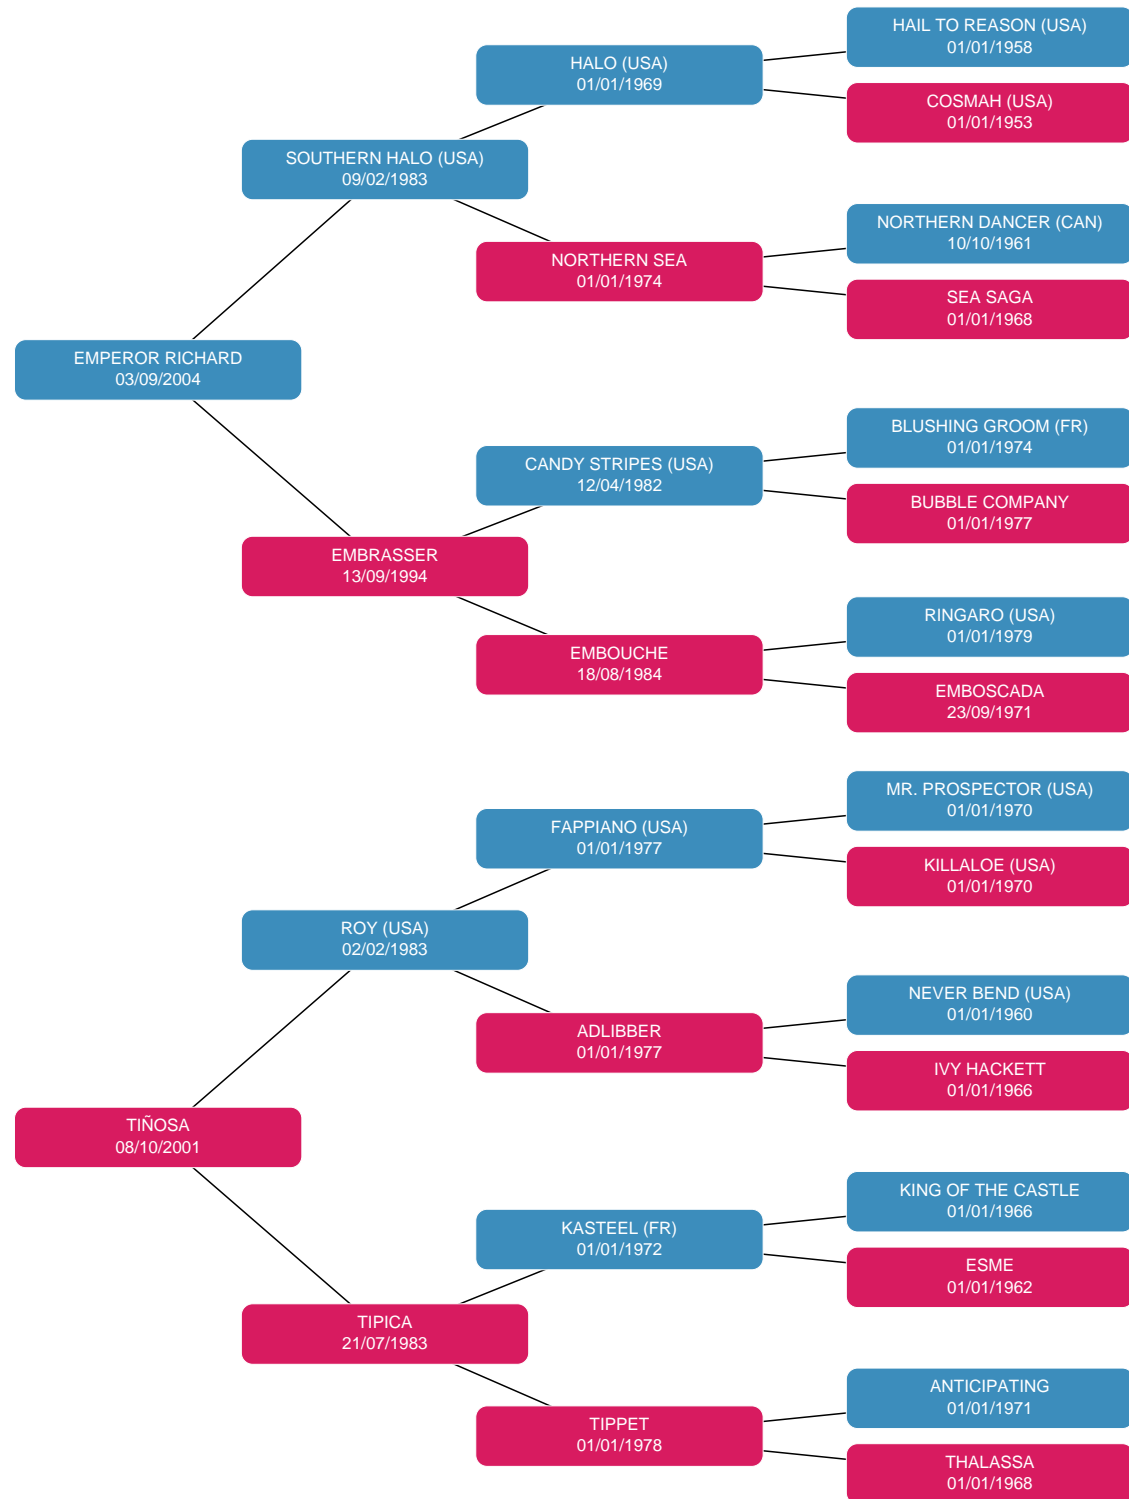 HAIL TO REASON (USA)
01/01/1958
HALO (USA)
01/01/1969
COSMAH (USA)
01/01/1953
SOUTHERN HALO (USA)
09/02/1983
NORTHERN DANCER (CAN)
10/10/1961
NORTHERN SEA
01/01/1974
SEA SAGA
01/01/1968
EMPEROR RICHARD
03/09/2004
BLUSHING GROOM (FR)
01/01/1974
CANDY STRIPES (USA)
12/04/1982
BUBBLE COMPANY
01/01/1977
EMBRASSER
13/09/1994
RINGARO (USA)
01/01/1979
EMBOUCHE
18/08/1984
EMBOSCADA
23/09/1971
MR. PROSPECTOR (USA)
01/01/1970
FAPPIANO (USA)
01/01/1977
KILLALOE (USA)
01/01/1970
ROY (USA)
02/02/1983
NEVER BEND (USA)
01/01/1960
ADLIBBER
01/01/1977
IVY HACKETT
01/01/1966
TIÑOSA
08/10/2001
KING OF THE CASTLE
01/01/1966
KASTEEL (FR)
01/01/1972
ESME
01/01/1962
TIPICA
21/07/1983
ANTICIPATING
01/01/1971
TIPPET
01/01/1978
THALASSA
01/01/1968